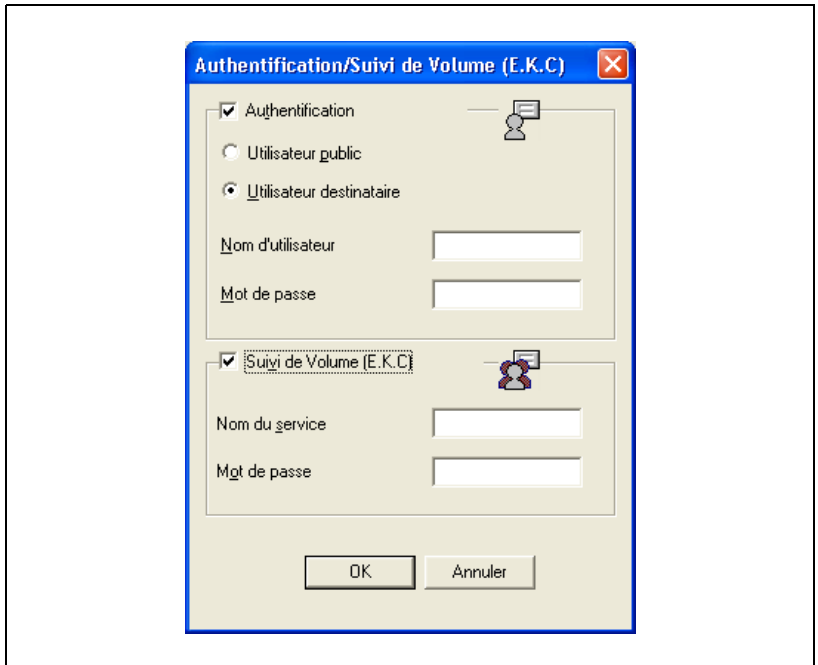 Authentification/Suivi de Volume (E.K.C)
Authentification
Utilisateur public
Utilisateur destinataire
Nom d'utilisateur
Mot de passe
Suivi de Volume (E.K.C)
Nom du service
Mot de passe
OK
Annuler